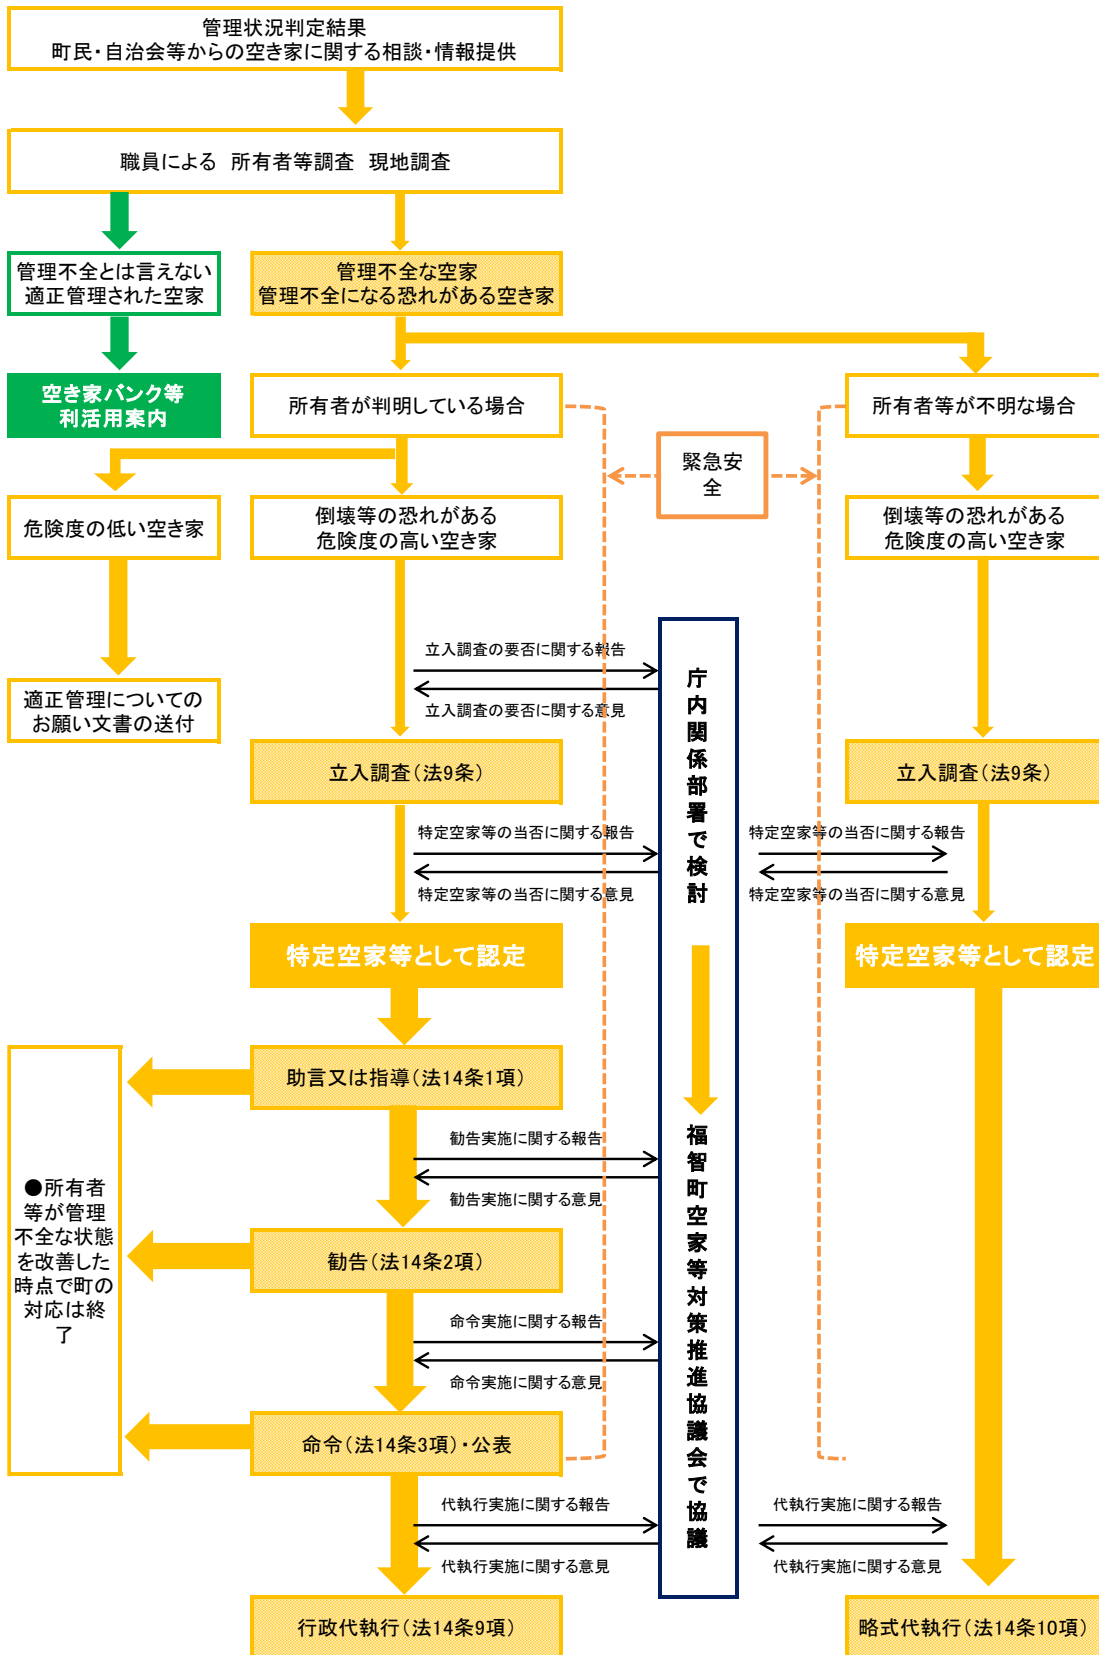 管理状況判定結果
町民・自治会等からの空き家に関する相談・情報提供
職員による　所有者等調査　現地調査
管理不全とは言えない
適正管理された空家
管理不全な空家
管理不全になる恐れがある空き家
空き家バンク等
利活用案内
所有者が判明している場合
所有者等が不明な場合
緊急安
全
危険度の低い空き家
倒壊等の恐れがある
危険度の高い空き家
倒壊等の恐れがある
危険度の高い空き家
立入調査の要否に関する報告
立入調査の要否に関する意見
適正管理についての
お願い文書の送付
庁内関係部署で検討
立入調査（法9条）
立入調査（法9条）
特定空家等の当否に関する報告
特定空家等の当否に関する意見
特定空家等の当否に関する報告
特定空家等の当否に関する意見
特定空家等として認定
特定空家等として認定
助言又は指導（法14条1項）
福智町空家等対策推進協議会で協議
勧告実施に関する報告
勧告実施に関する意見
●所有者
等が管理
不全な状態
を改善した
時点で町の
対応は終
了
勧告（法14条2項）
命令実施に関する報告
命令実施に関する意見
命令（法14条3項）・公表
代執行実施に関する報告
代執行実施に関する意見
代執行実施に関する報告
代執行実施に関する意見
行政代執行（法14条9項）
略式代執行（法14条10項）